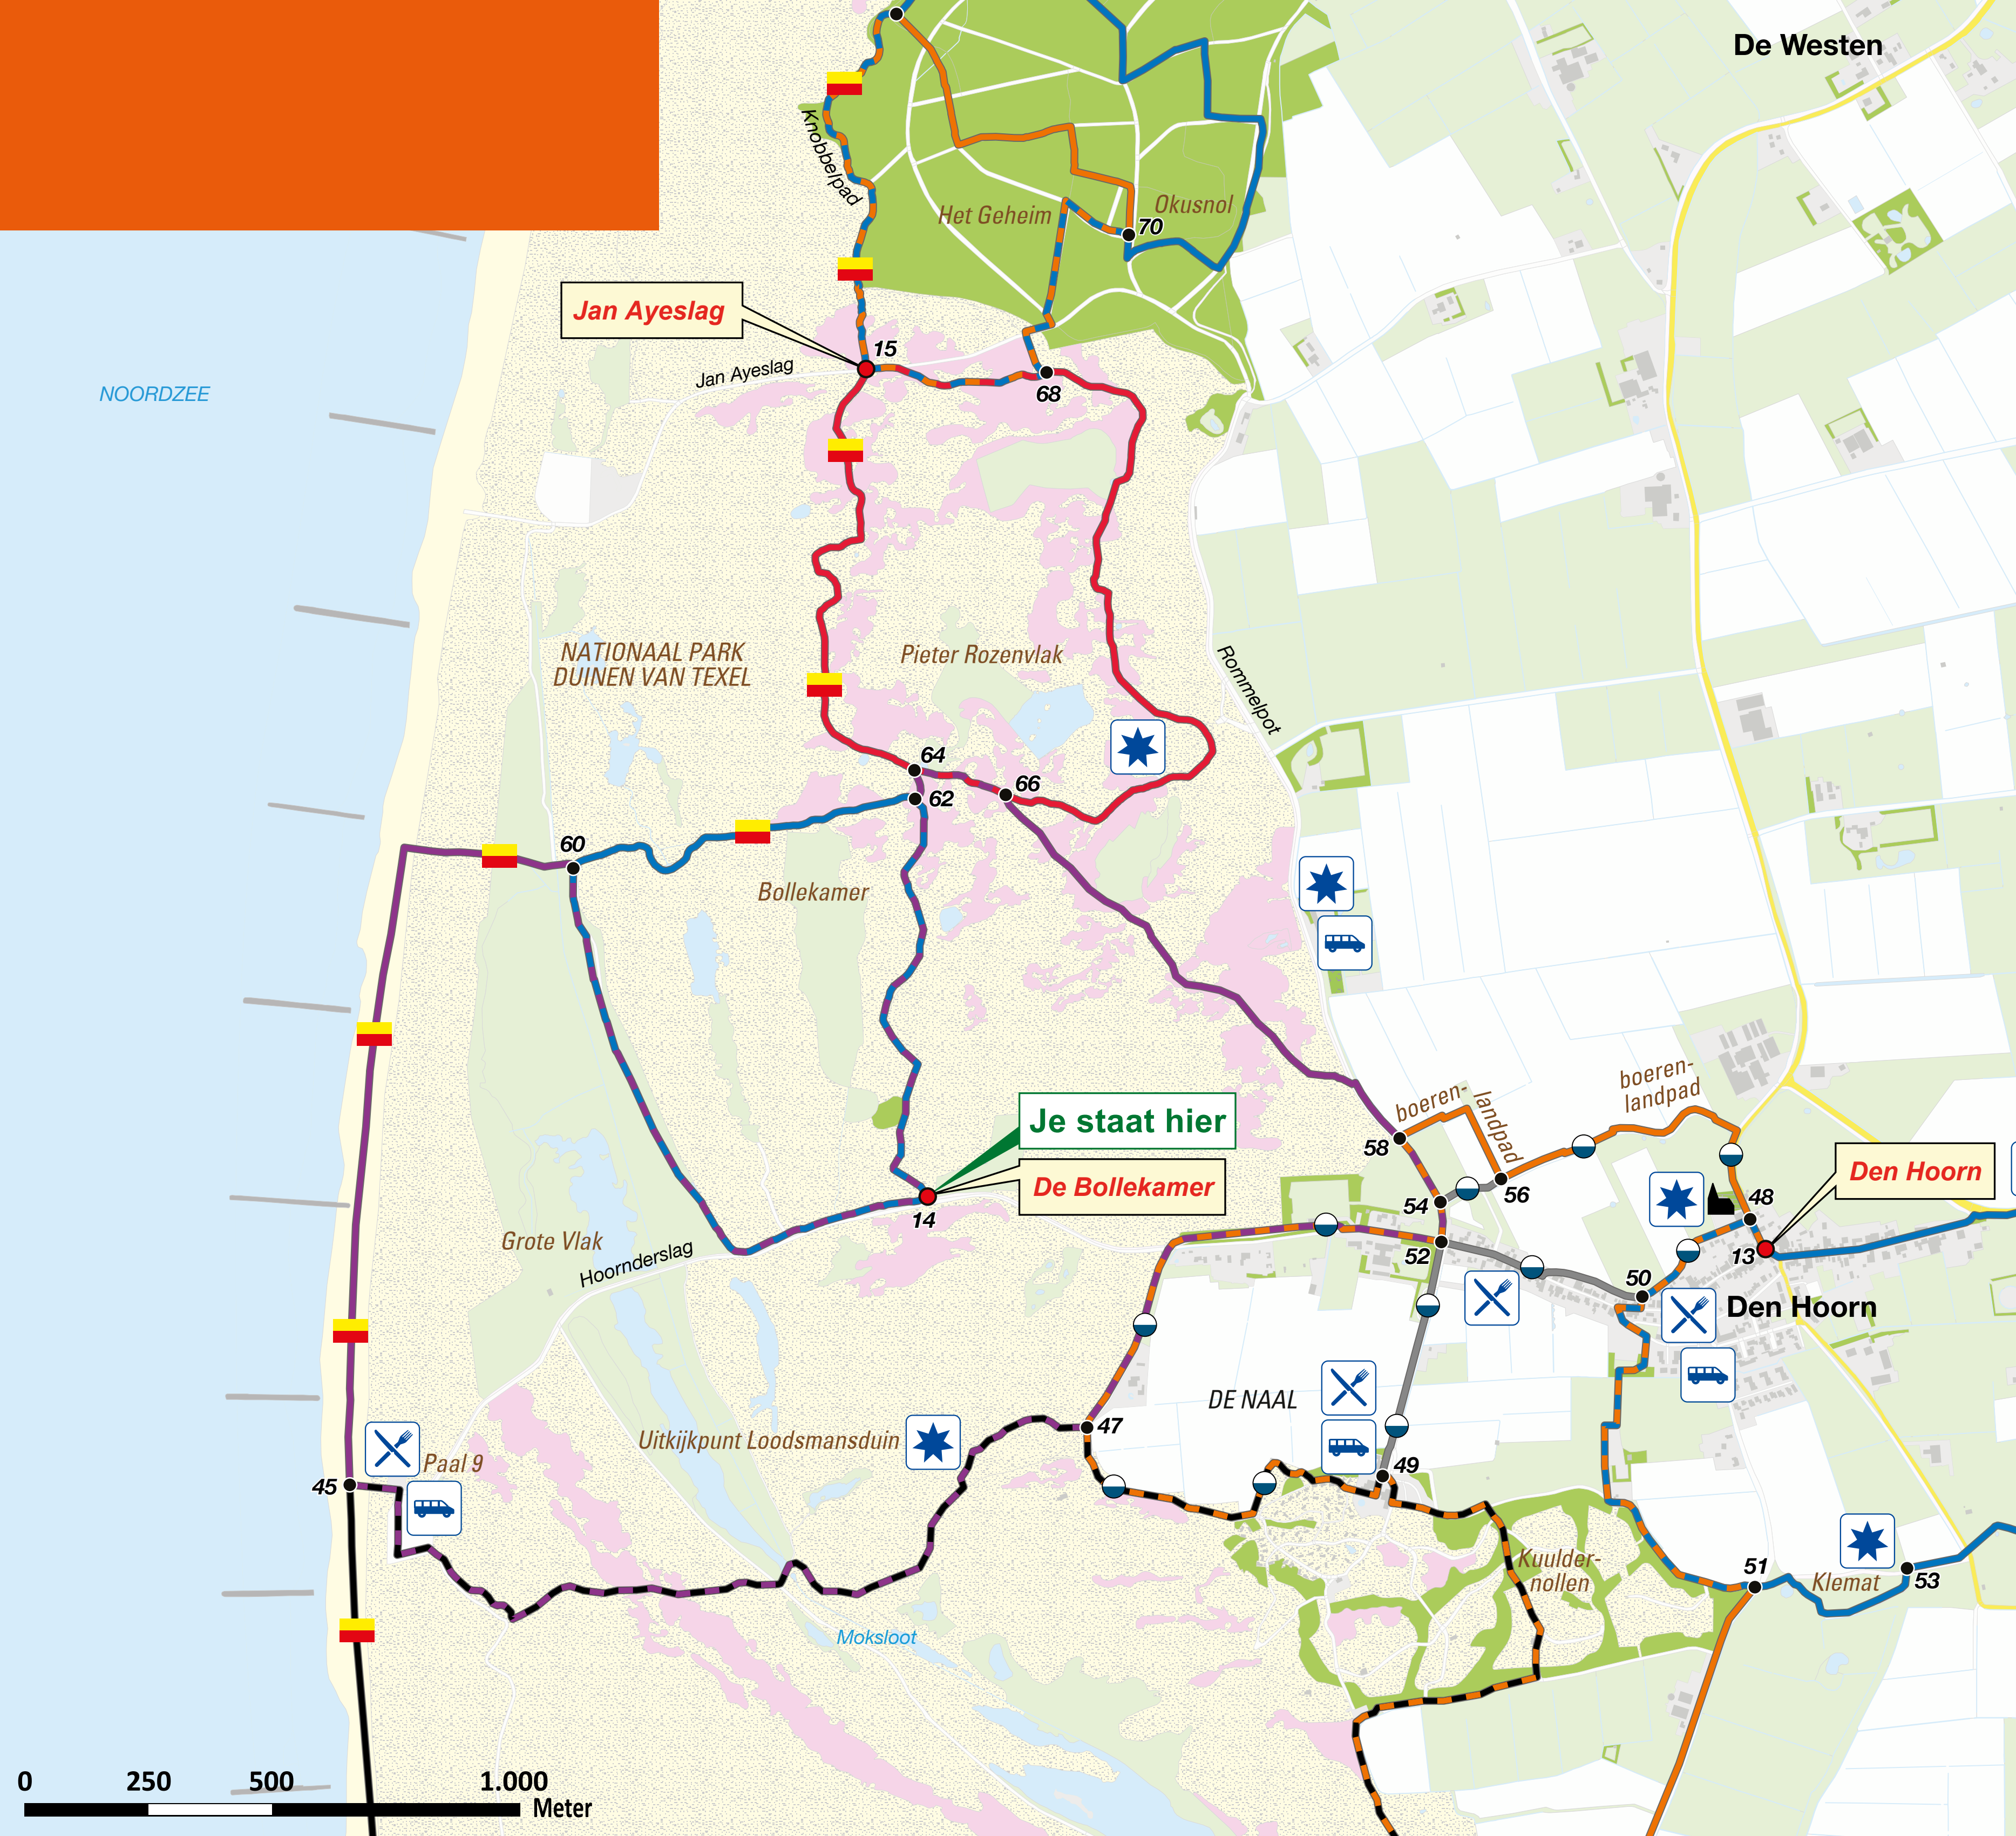 De Westen
Knobbelpad
Het Geheim
Okusnol
70
Jan Ayeslag
15
Jan Ayeslag
68
NOORDZEE
NATIONAAL PARK
DUINEN VAN TEXEL
Pieter Rozenvlak
Rommelpot
64
62
66
60
Bollekamer
Je staat hier
De Bollekamer
14
boeren-
landpad
boeren-
landpad
58
Den Hoorn
54
56
48
52
13
50
Den Hoorn
Grote Vlak
Hoornderslag
DE NAAL
47
Uitkijkpunt Loodsmansduin
Paal 9
45
49
Kuulder-
nollen
51
Klemat
53
Moksloot
0
250
500
1.000
Meter